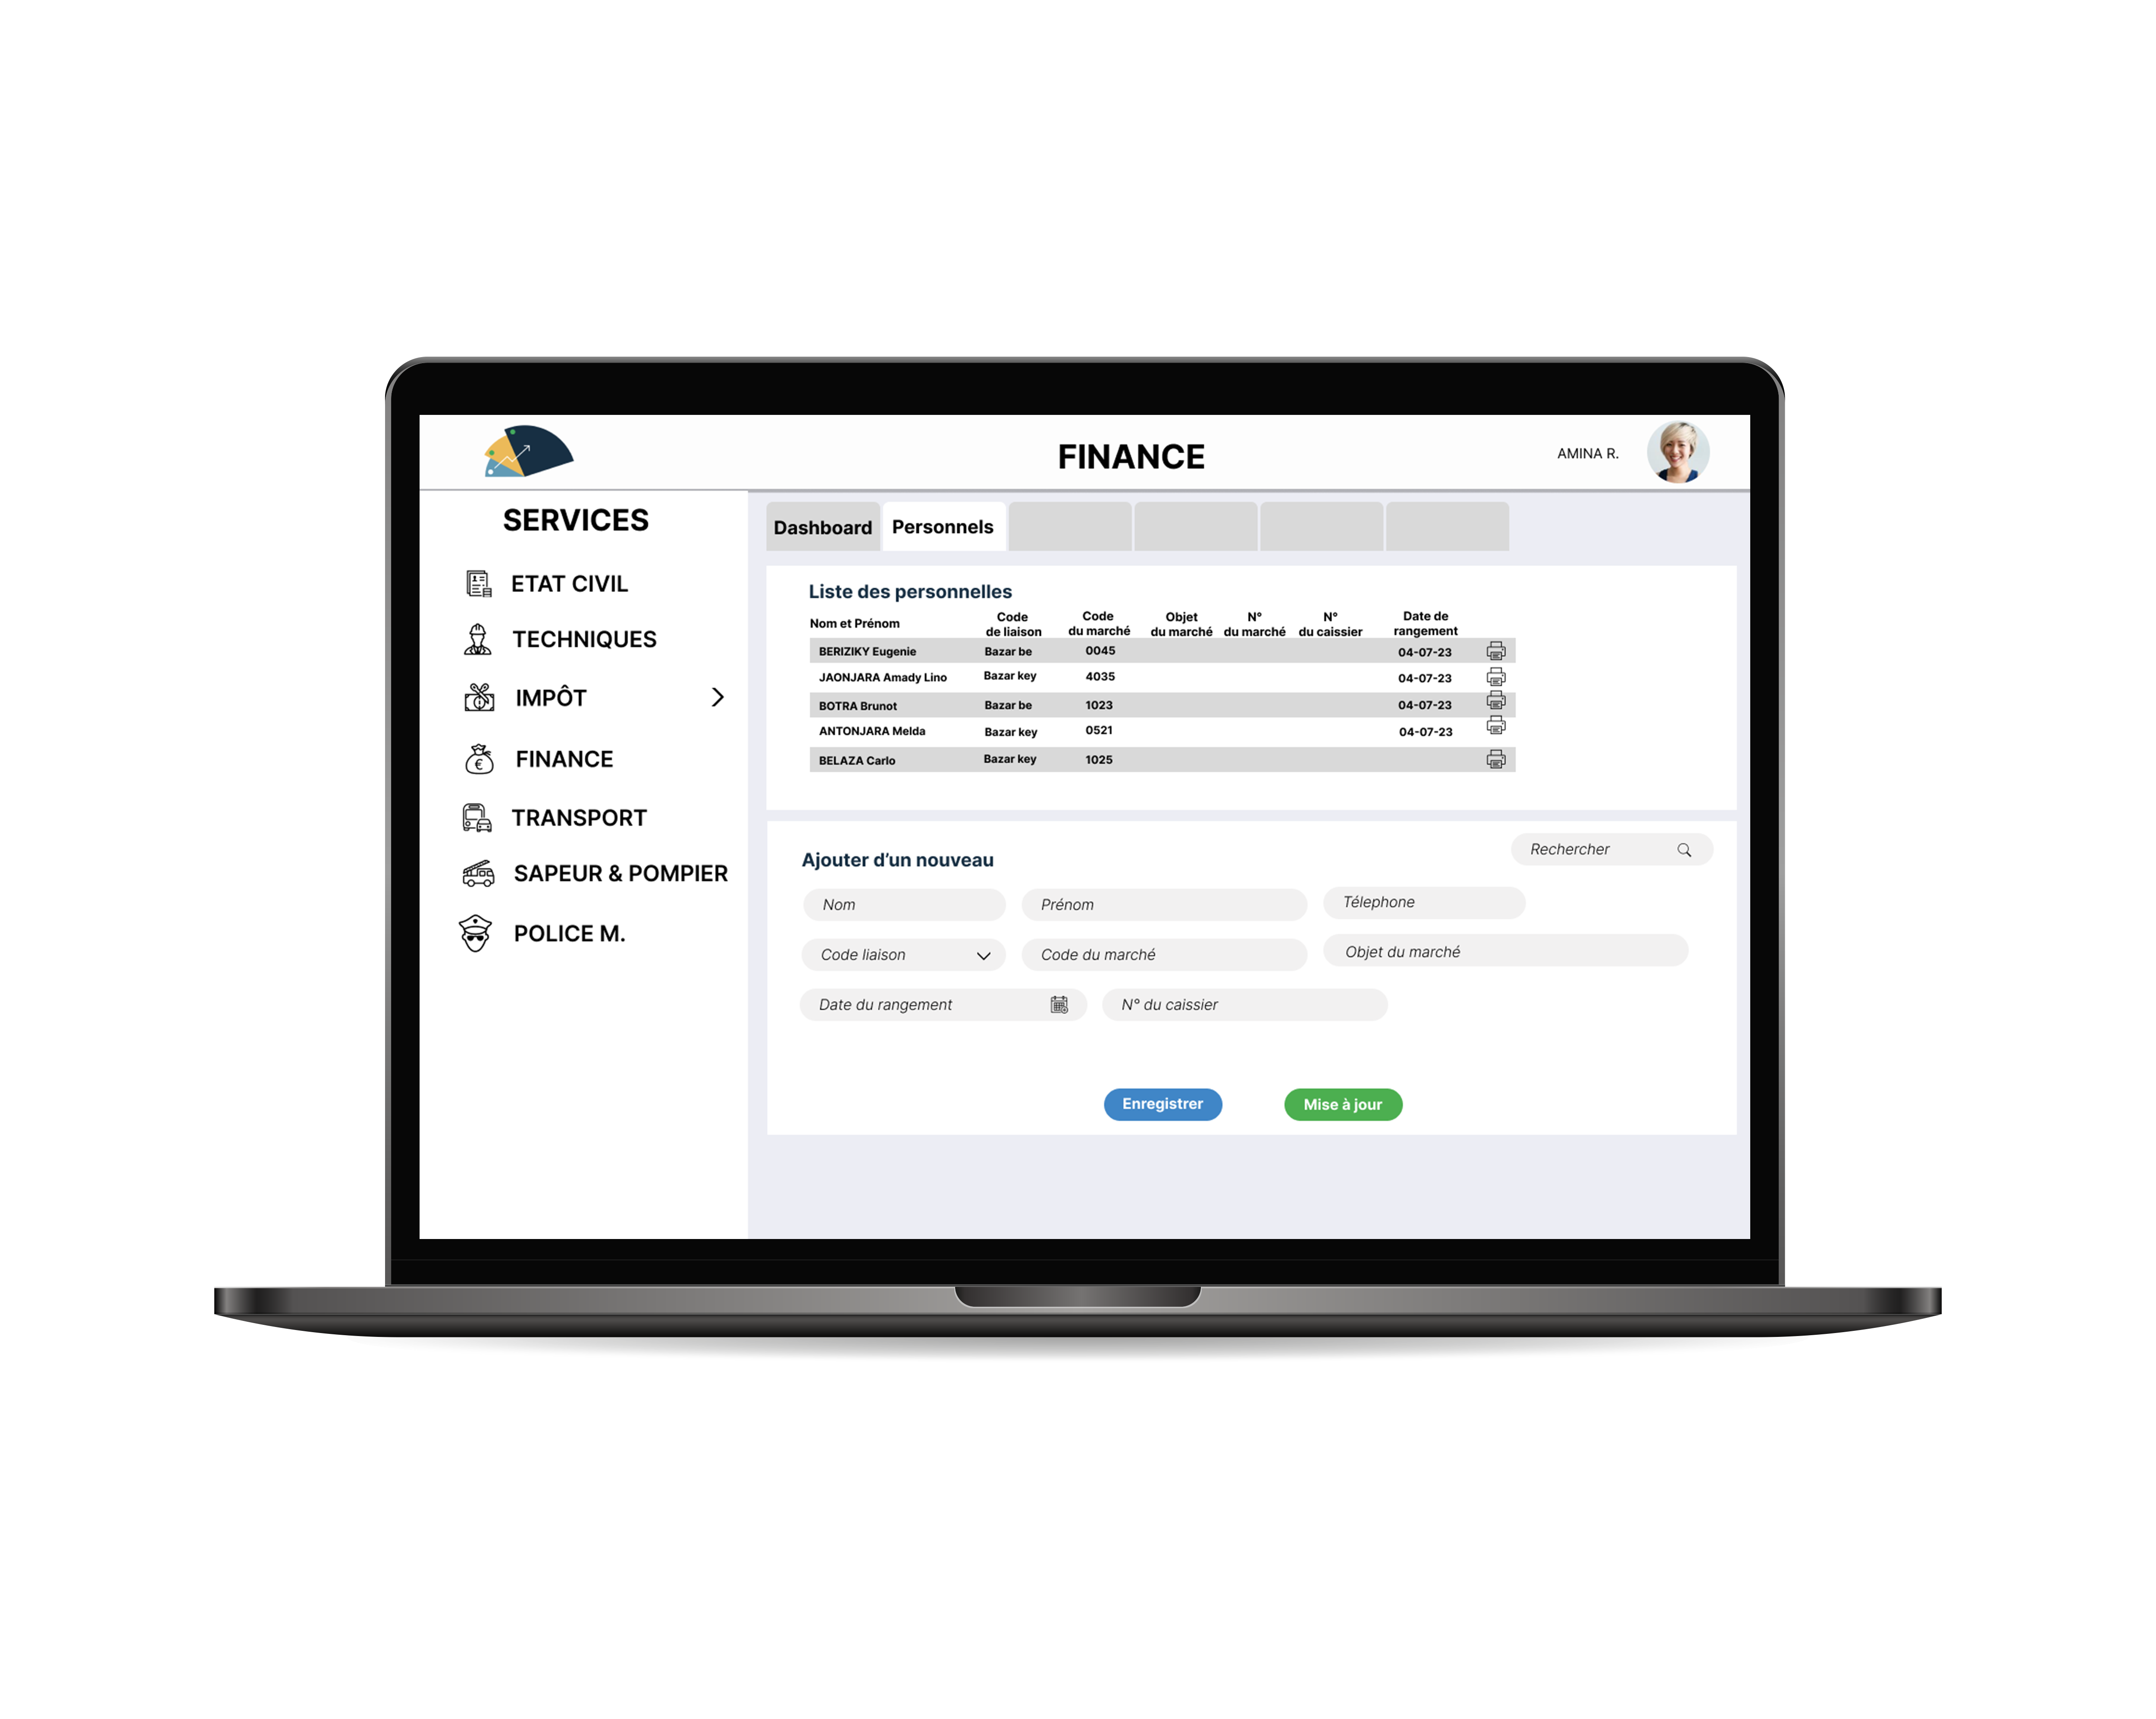 FINANCE
AMINA R.
SERVICES
ETAT CIVIL
TECHNIQUES
IMPÔT
FINANCE
TRANSPORT
SAPEUR & POMPIER
POLICE M.
Dashboard Personnels
Liste des personnelles
Nom et Prénom Code de liaison Code du marché Objet du marché N° du marché N° du caissier Date de rangement
BERIZIKY Eugenie Bazar be 0045 04-07-23
JAONJARA Amady Lino Bazar key 4035 04-07-23
BOTRA Brunot Bazar be 1023 04-07-23
ANTONJARA Melda Bazar key 0521 04-07-23
BELAZA Carlo Bazar key 1025
Rechercher
Ajouter d’un nouveau
Nom Prénom Télephone
Code liaison Code du marché Objet du marché
Date du rangement N° du caissier
Enregistrer Mise à jour